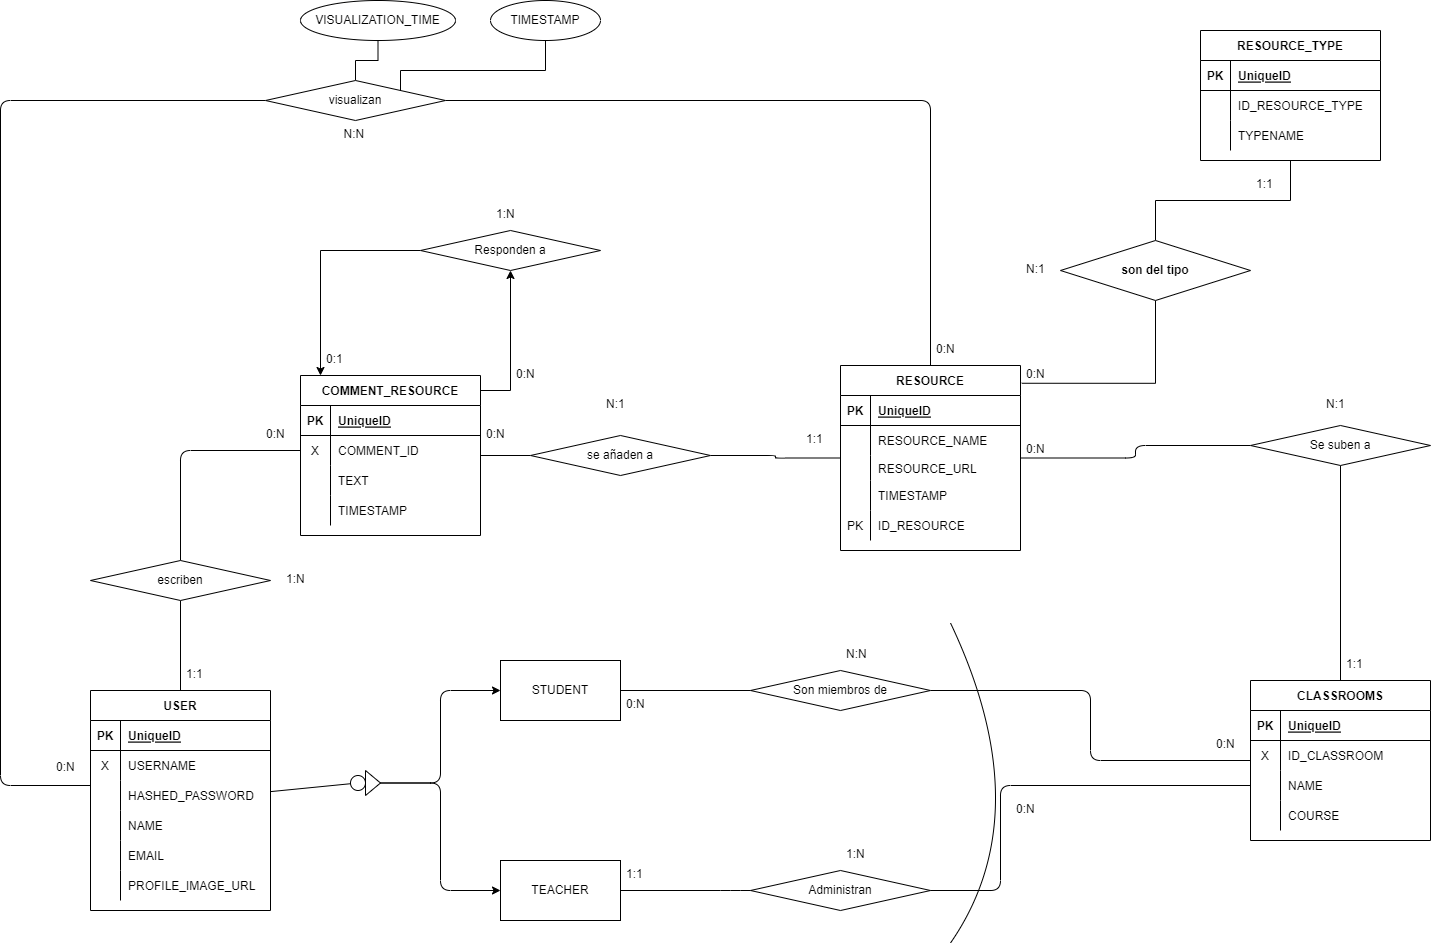 VISUALIZATION_TIME
TIMESTAMP
visualizan
N:N
RESOURCE_TYPE
PK UniqueID
ID_RESOURCE_TYPE
TYPENAME
1:1
son del tipo
N:1
1:N
Responden a
0:1
0:N
0:N
0:N
COMMENT_RESOURCE
PK UniqueID
X COMMENT_ID
TEXT
TIMESTAMP
0:N
0:N
N:1
se añaden a
1:1
RESOURCE
PK UniqueID
RESOURCE_NAME
RESOURCE_URL
TIMESTAMP
PK ID_RESOURCE
0:N
N:1
Se suben a
1:1
escriben
1:N
1:1
0:N
USER
PK UniqueID
X USERNAME
HASHED_PASSWORD
NAME
EMAIL
PROFILE_IMAGE_URL
STUDENT
0:N
N:N
Son miembros de
0:N
CLASSROOMS
PK UniqueID
X ID_CLASSROOM
NAME
COURSE
TEACHER
1:1
1:N
Administran
0:N